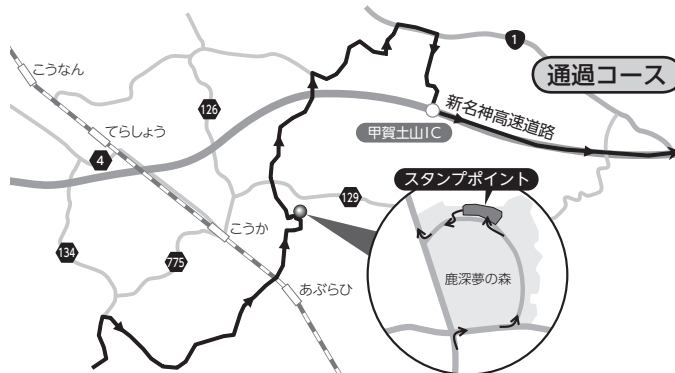 1
通過コース
こうなん
126
新名神高速道路
てらしょう
甲賀土山IC
4
スタンプポイント
129
こうか
134
775
鹿深夢の森
あぶらひ